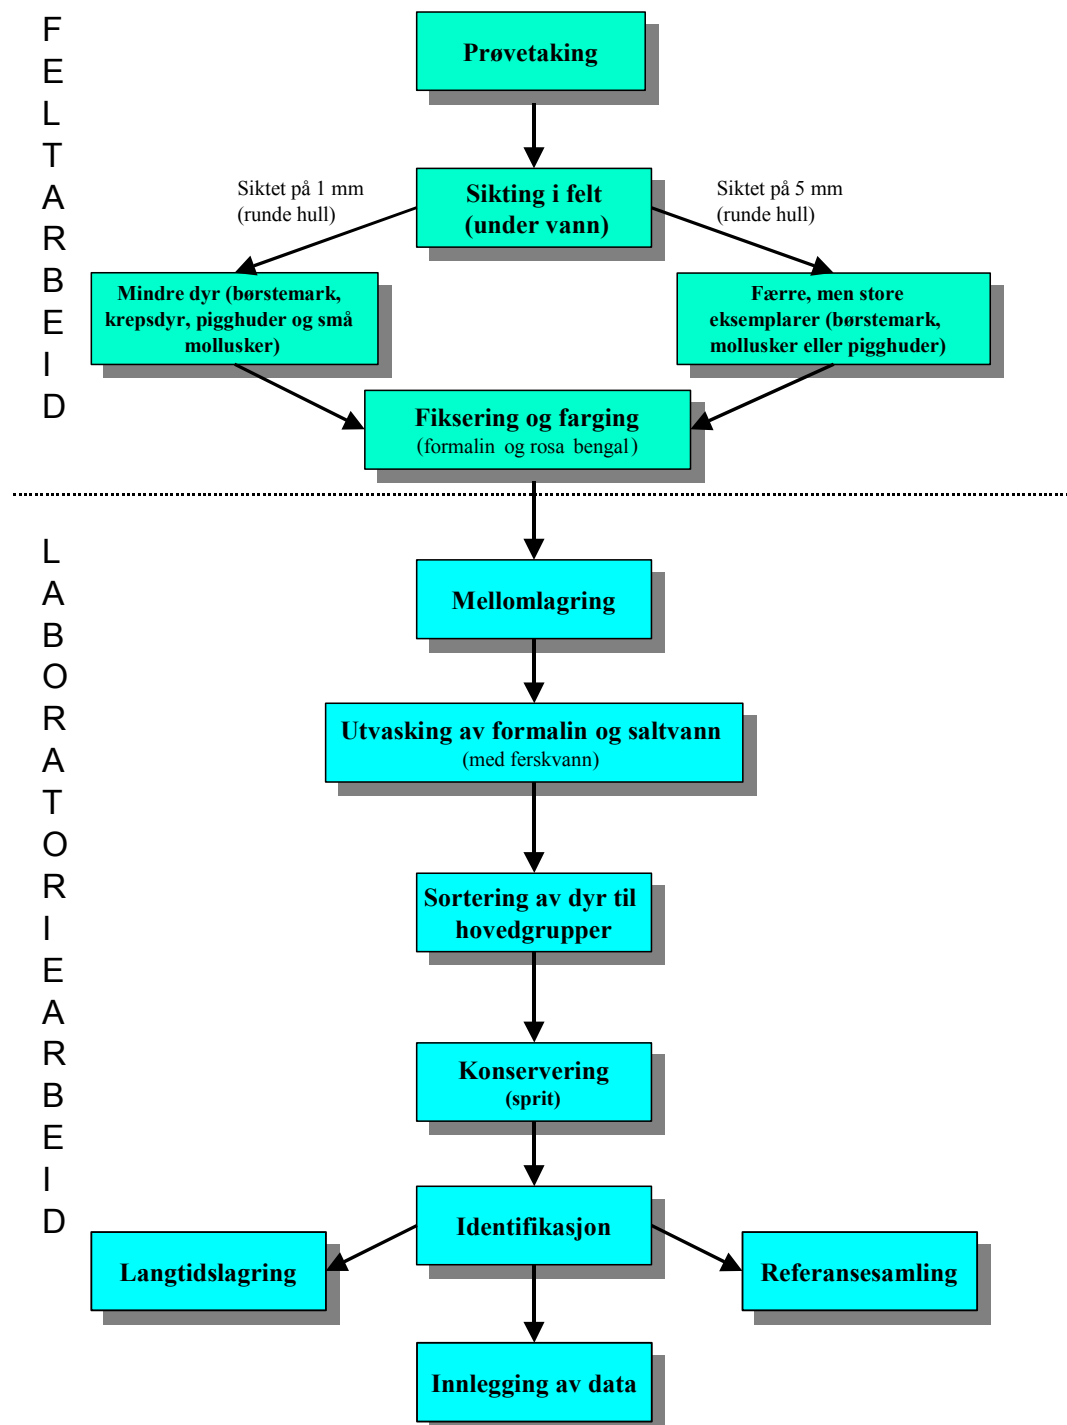 FELTARBEID
Prøvetaking
Siktet på 1 mm
(runde hull)
Sikting i felt
(under vann)
Siktet på 5 mm
(runde hull)
Mindre dyr (børstemark,
krepsdyr, pigghuder og små
mollusker)
Færre, men store
eksemplarer (børstemark,
mollusker eller pigghuder)
Fiksering og farging
(formalin og rosa bengal)
LABORATORIEARBEID
Mellomlagring
Utvasking av formalin og saltvann
(med ferskvann)
Sortering av dyr til
hovedgrupper
Konservering
(sprit)
Identifikasjon
Langtidslagring
Referansesamling
Innlegging av data